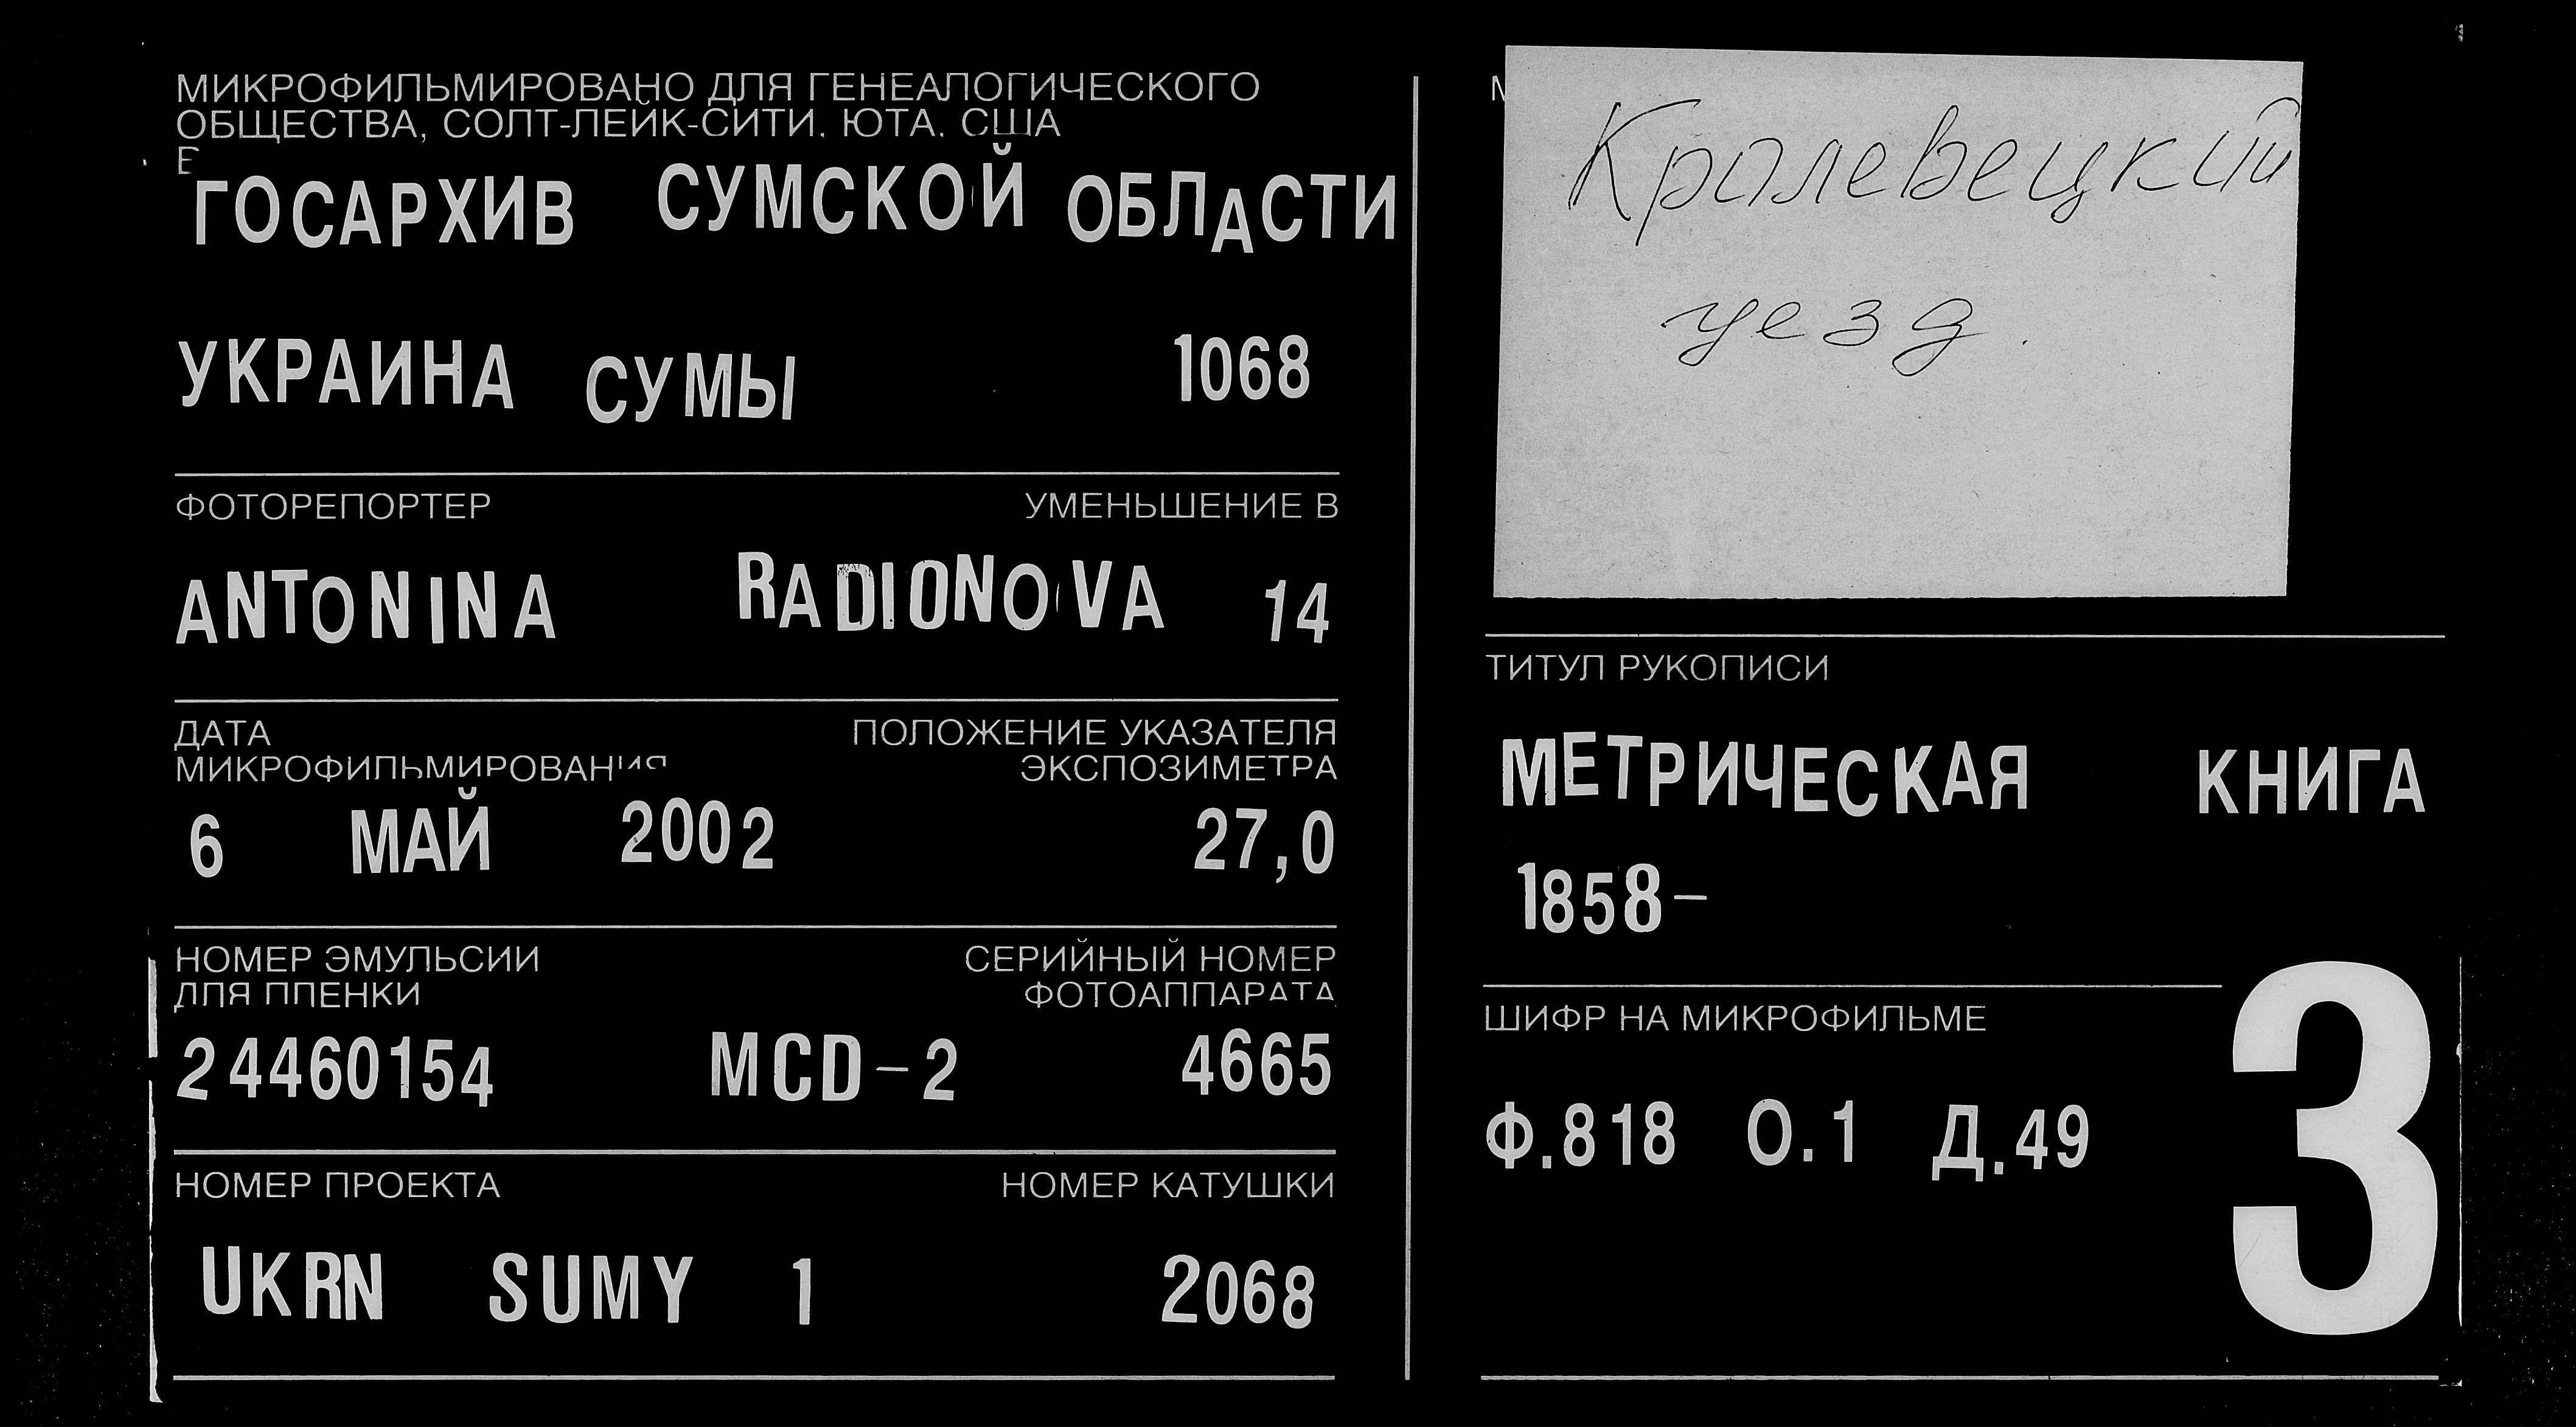 МИКРОФИЛЬМИРОВАНО ДЛЯ ГЕНЕАЛОГИЧЕСКОГО
ОБЩЕСТВА, СОЛТ-ЛЕЙК-СИТИ, ЮТА, США
ГОСАРХИВ СУМСКОЙ ОБЛАСТИ
УКРАИНА СУМЫ 1068
ФОТОРЕПОРТЕР УМЕНЬШЕНИЕ В
ANTONINA RADIONOVA 14
ДАТА ПОЛОЖЕНИЕ УКАЗАТЕЛЯ
МИКРОФИЛЬМИРОВАНИЯ ЭКСПОЗИМЕТРА
6 МАЙ 2002 27,0
НОМЕР ЭМУЛЬСИИ СЕРИЙНЫЙ НОМЕР
ДЛЯ ПЛЕНКИ ФОТОАППАРАТА
24460154 MCD-2 4665
НОМЕР ПРОЕКТА НОМЕР КАТУШКИ
UKRN SUMY 1 2068
Кролевецкий
уезд.
ТИТУЛ РУКОПИСИ
МЕТРИЧЕСКАЯ КНИГА
1858-
ШИФР НА МИКРОФИЛЬМЕ
Ф.818 О.1 Д.49
3